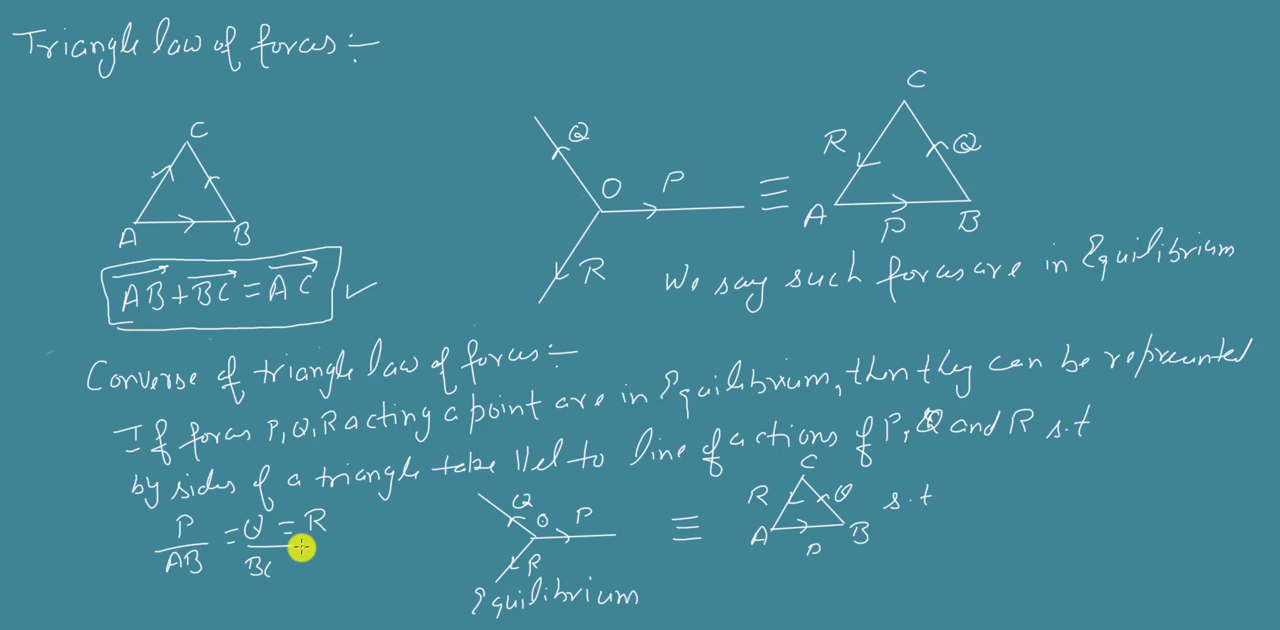 Triangle law of forces :-
C
A B
AB + BC = AC ✓
Q
O P
R
≡
C
R Q
A P B
We say such forces are in Equilibrium
Converse of triangle law of forces :-
If forces P, Q, R acting a point are in Equilibrium, then they can be represented
by sides of a triangle take llel to line of actions of P, Q and R s.t
P/AB = Q/BC = R
Q O P
R
Equilibrium
≡
C
R Q
A P B
s.t